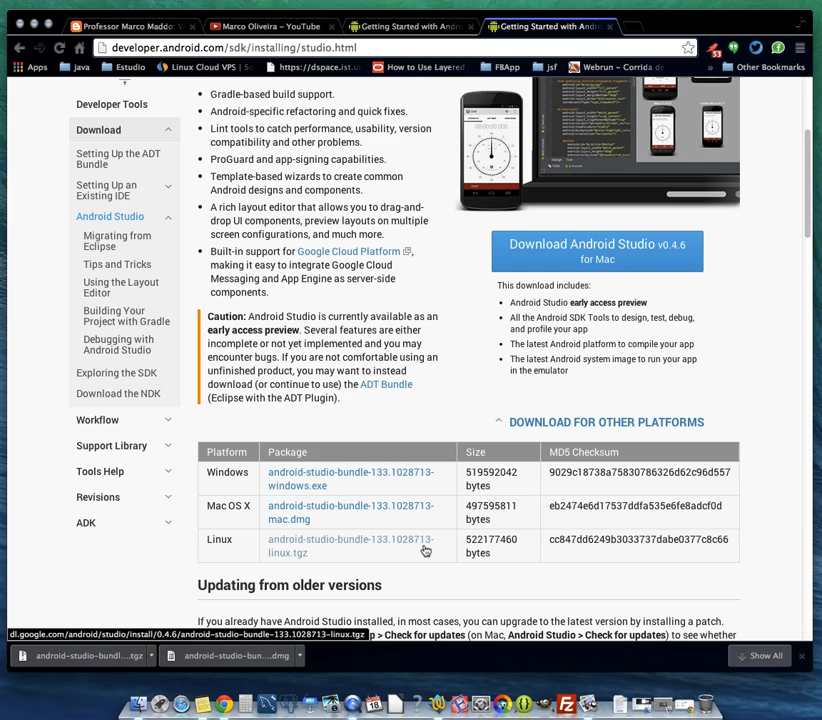 Professor Marco Maddo:
Marco Oliveira – YouTube
Getting Started with Andro
Getting Started with Andro
developer.android.com/sdk/installing/studio.html
53
Apps
java
Estudio
Linux Cloud VPS | S
https://dspace.ist.u
How to Use Layered
FBApp
jsf
Webrun – Corrida d
»
Other Bookmarks
Developer Tools
Download
Setting Up the ADT
Bundle
Setting Up an
Existing IDE
Android Studio
Migrating from
Eclipse
Tips and Tricks
Using the Layout
Editor
Building Your
Project with Gradle
Debugging with
Android Studio
Exploring the SDK
Download the NDK
Workflow
Support Library
Tools Help
Revisions
ADK
• Gradle-based build support.
• Android-specific refactoring and quick fixes.
• Lint tools to catch performance, usability, version
compatibility and other problems.
• ProGuard and app-signing capabilities.
• Template-based wizards to create common
Android designs and components.
• A rich layout editor that allows you to drag-and-
drop UI components, preview layouts on multiple
screen configurations, and much more.
• Built-in support for Google Cloud Platform,
making it easy to integrate Google Cloud
Messaging and App Engine as server-side
components.
Caution: Android Studio is currently available as an
early access preview. Several features are either
incomplete or not yet implemented and you may
encounter bugs. If you are not comfortable using an
unfinished product, you may want to instead
download (or continue to use) the ADT Bundle
(Eclipse with the ADT Plugin).
Download Android Studio v0.4.6
for Mac
This download includes:
• Android Studio early access preview
• All the Android SDK Tools to design, test, debug,
and profile your app
• The latest Android platform to compile your app
• The latest Android system image to run your app
in the emulator
DOWNLOAD FOR OTHER PLATFORMS
Platform Package Size MD5 Checksum
Windows android-studio-bundle-133.1028713- 519592042 9029c18738a75830786326d62c96d557
windows.exe bytes
Mac OS X android-studio-bundle-133.1028713- 497595811 eb2474e6d17537ddfa535e6fe8adcf0d
mac.dmg bytes
Linux android-studio-bundle-133.1028713- 522177460 cc847dd6249b3033737dabe0377c8c66
linux.tgz bytes
Updating from older versions
If you already have Android Studio installed, in most cases, you can upgrade to the latest version by installing a patch.
p > Check for updates (on Mac, Android Studio > Check for updates) to see whether
dl.google.com/android/studio/install/0.4.6/android-studio-bundle-133.1028713-linux.tgz
android-studio-bundl....tgz
android-studio-bun....dmg
Show All
18